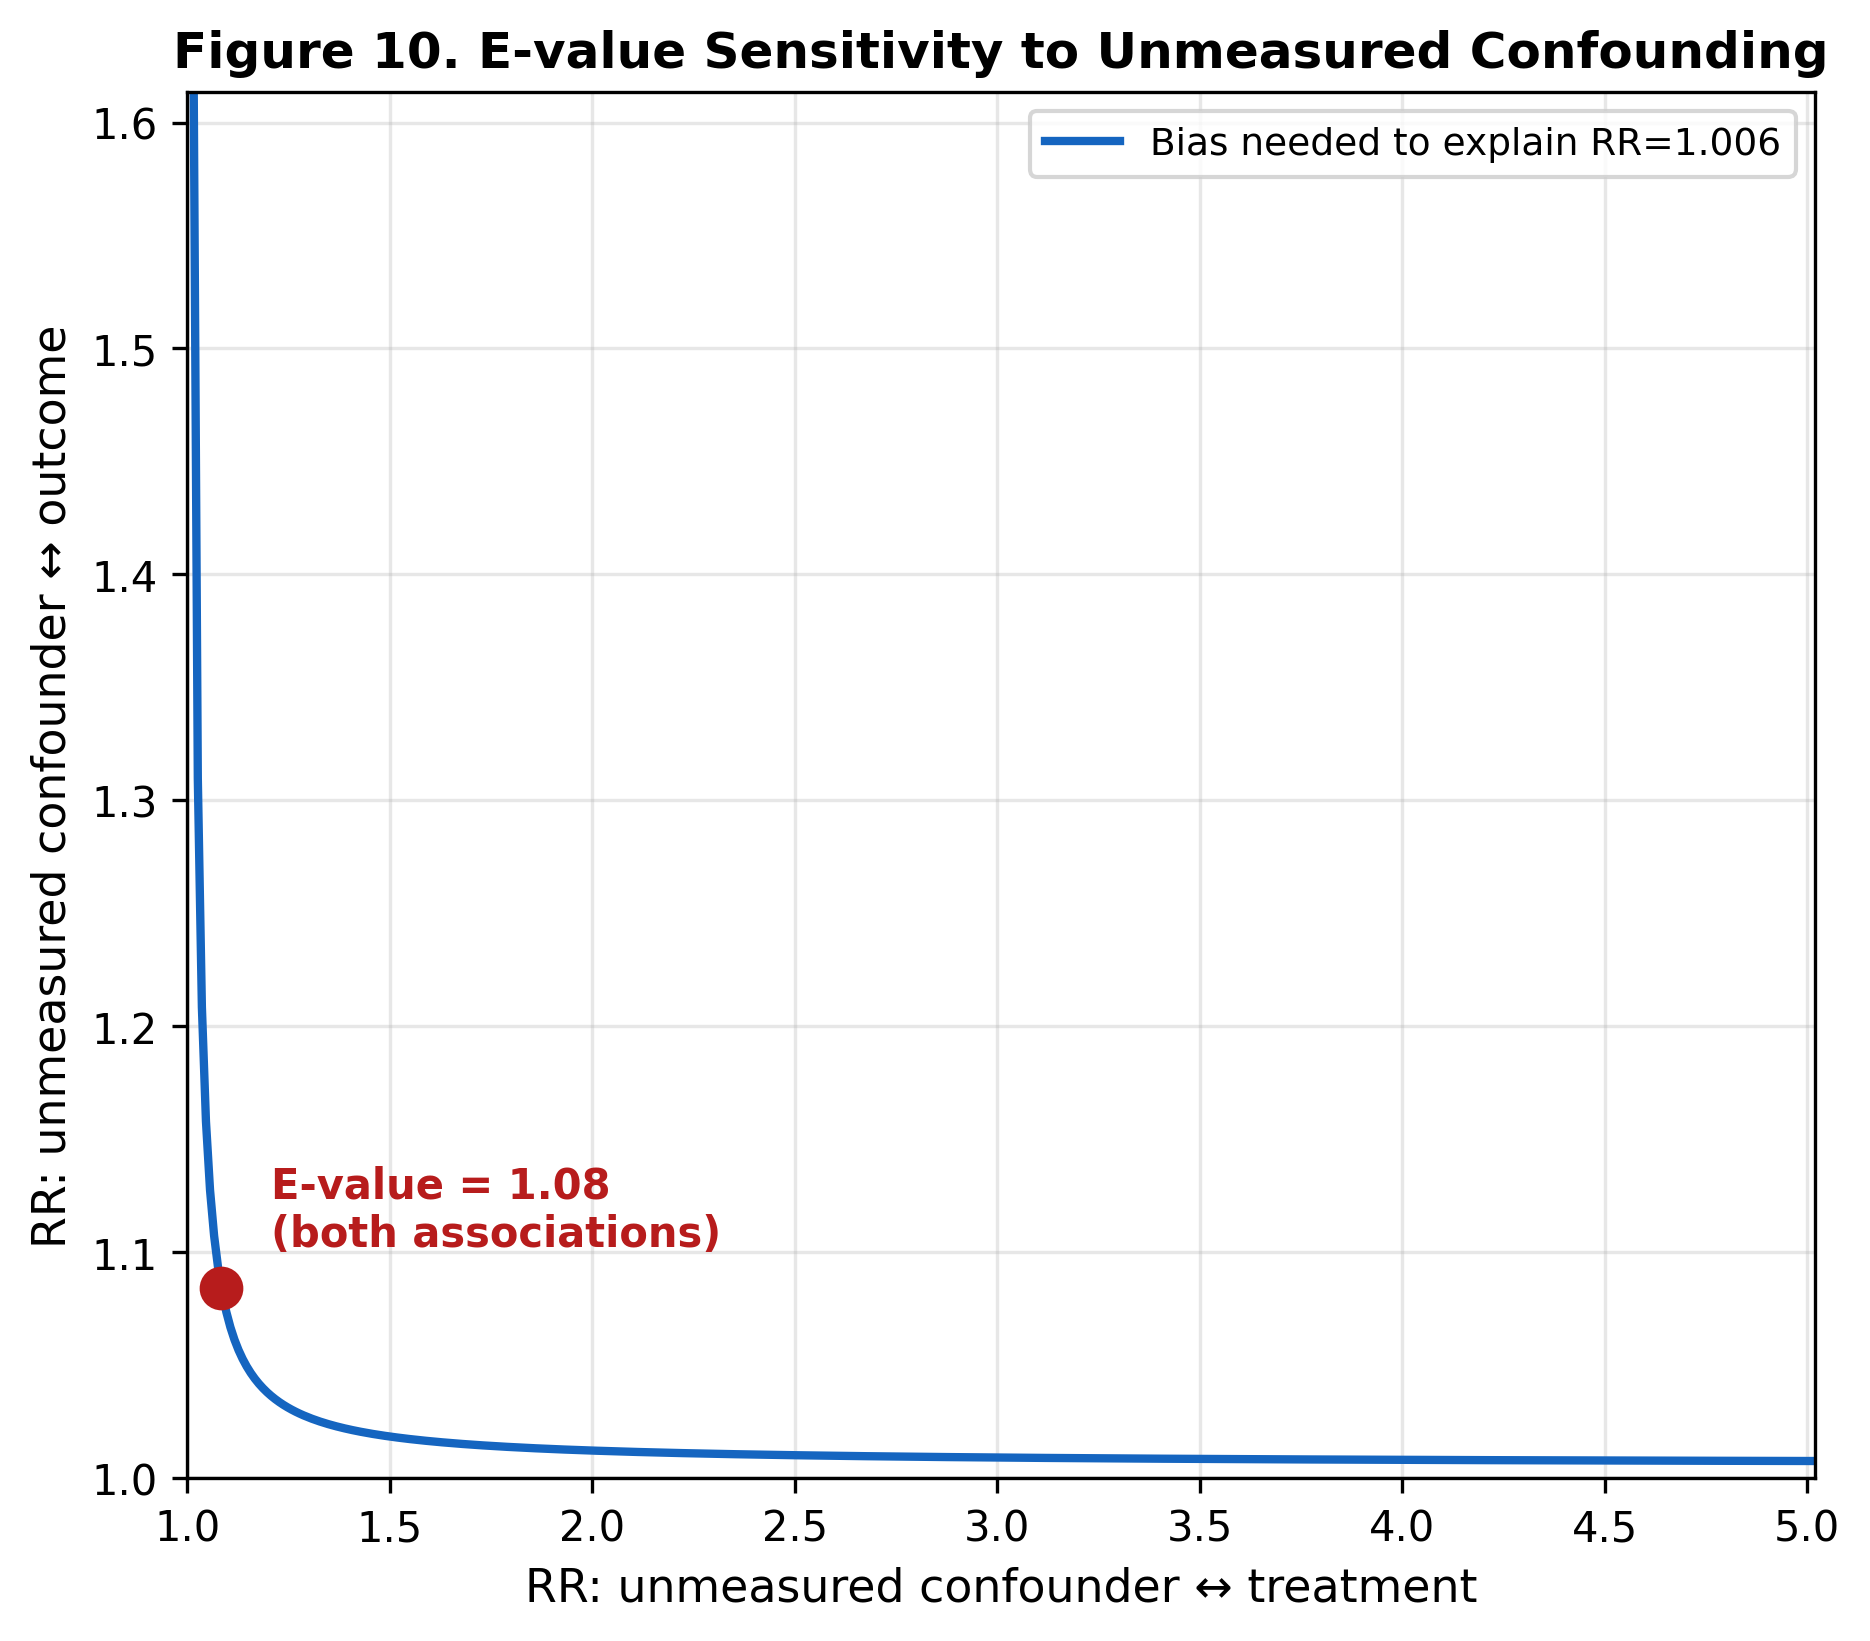 Figure 10. E-value Sensitivity to Unmeasured Confounding
Bias needed to explain RR=1.006
RR: unmeasured confounder ↔ outcome
1.6
1.5
1.4
1.3
1.2
1.1
1.0
E-value = 1.08
(both associations)
1.0 1.5 2.0 2.5 3.0 3.5 4.0 4.5 5.0
RR: unmeasured confounder ↔ treatment